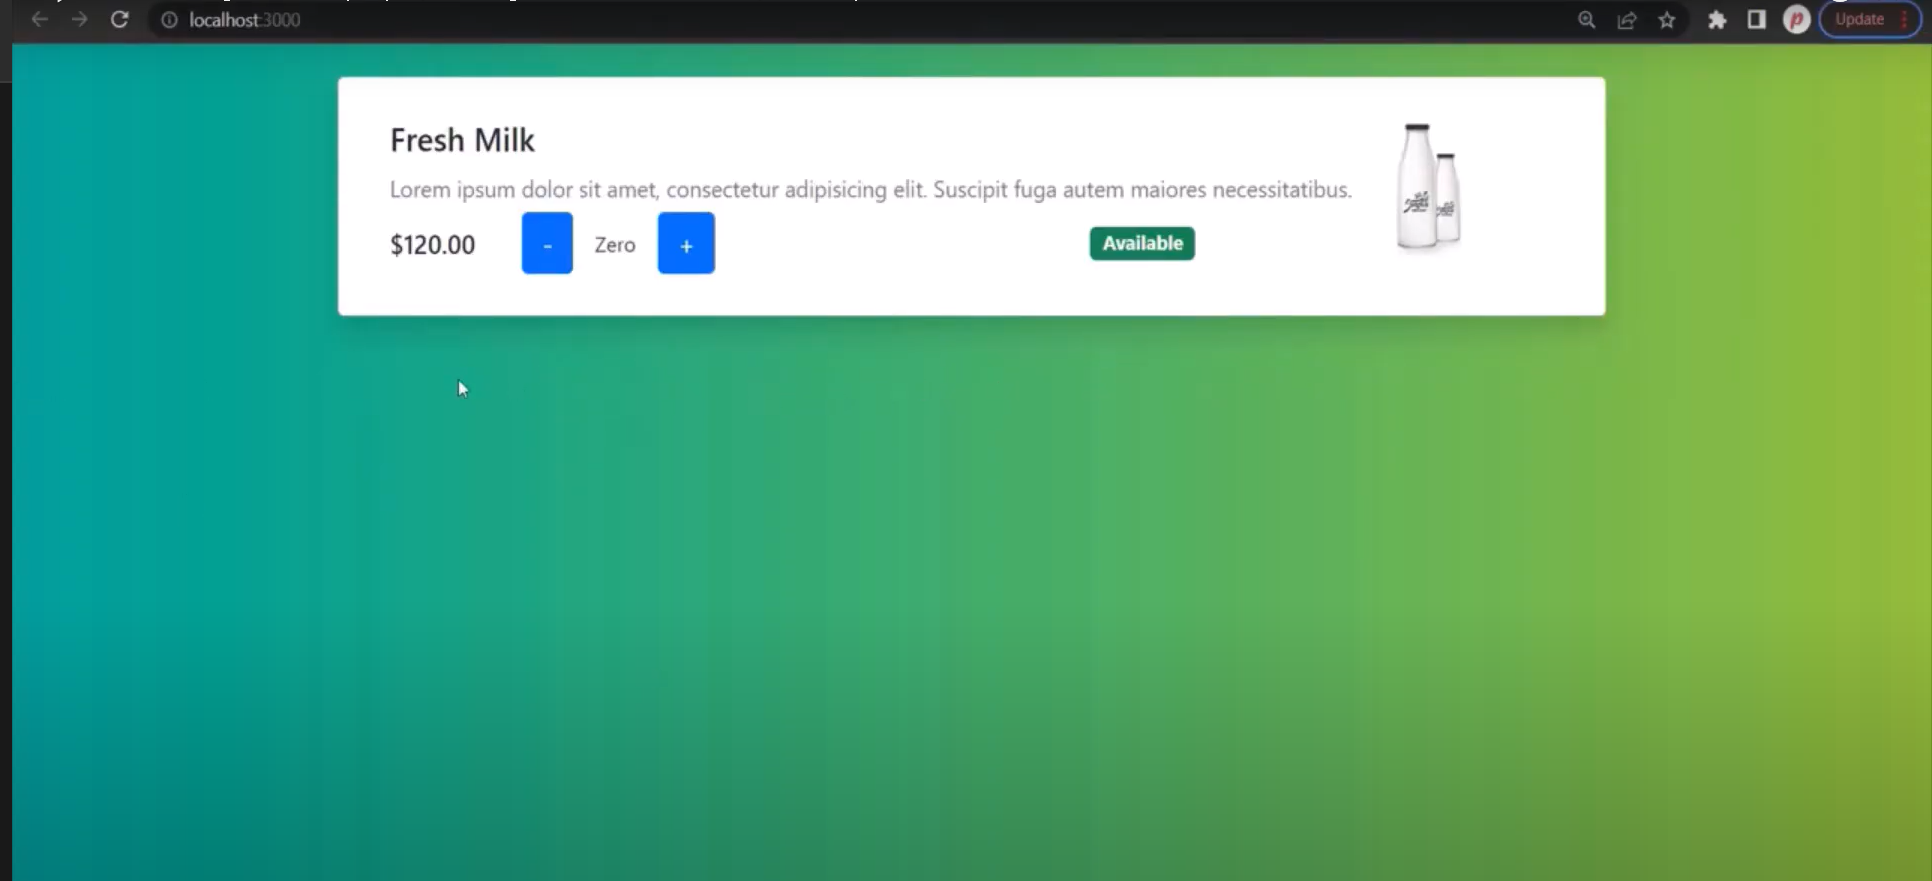 localhost:3000
Update
Fresh Milk
Lorem ipsum dolor sit amet, consectetur adipisicing elit. Suscipit fuga autem maiores necessitatibus.
$120.00 - Zero + Available